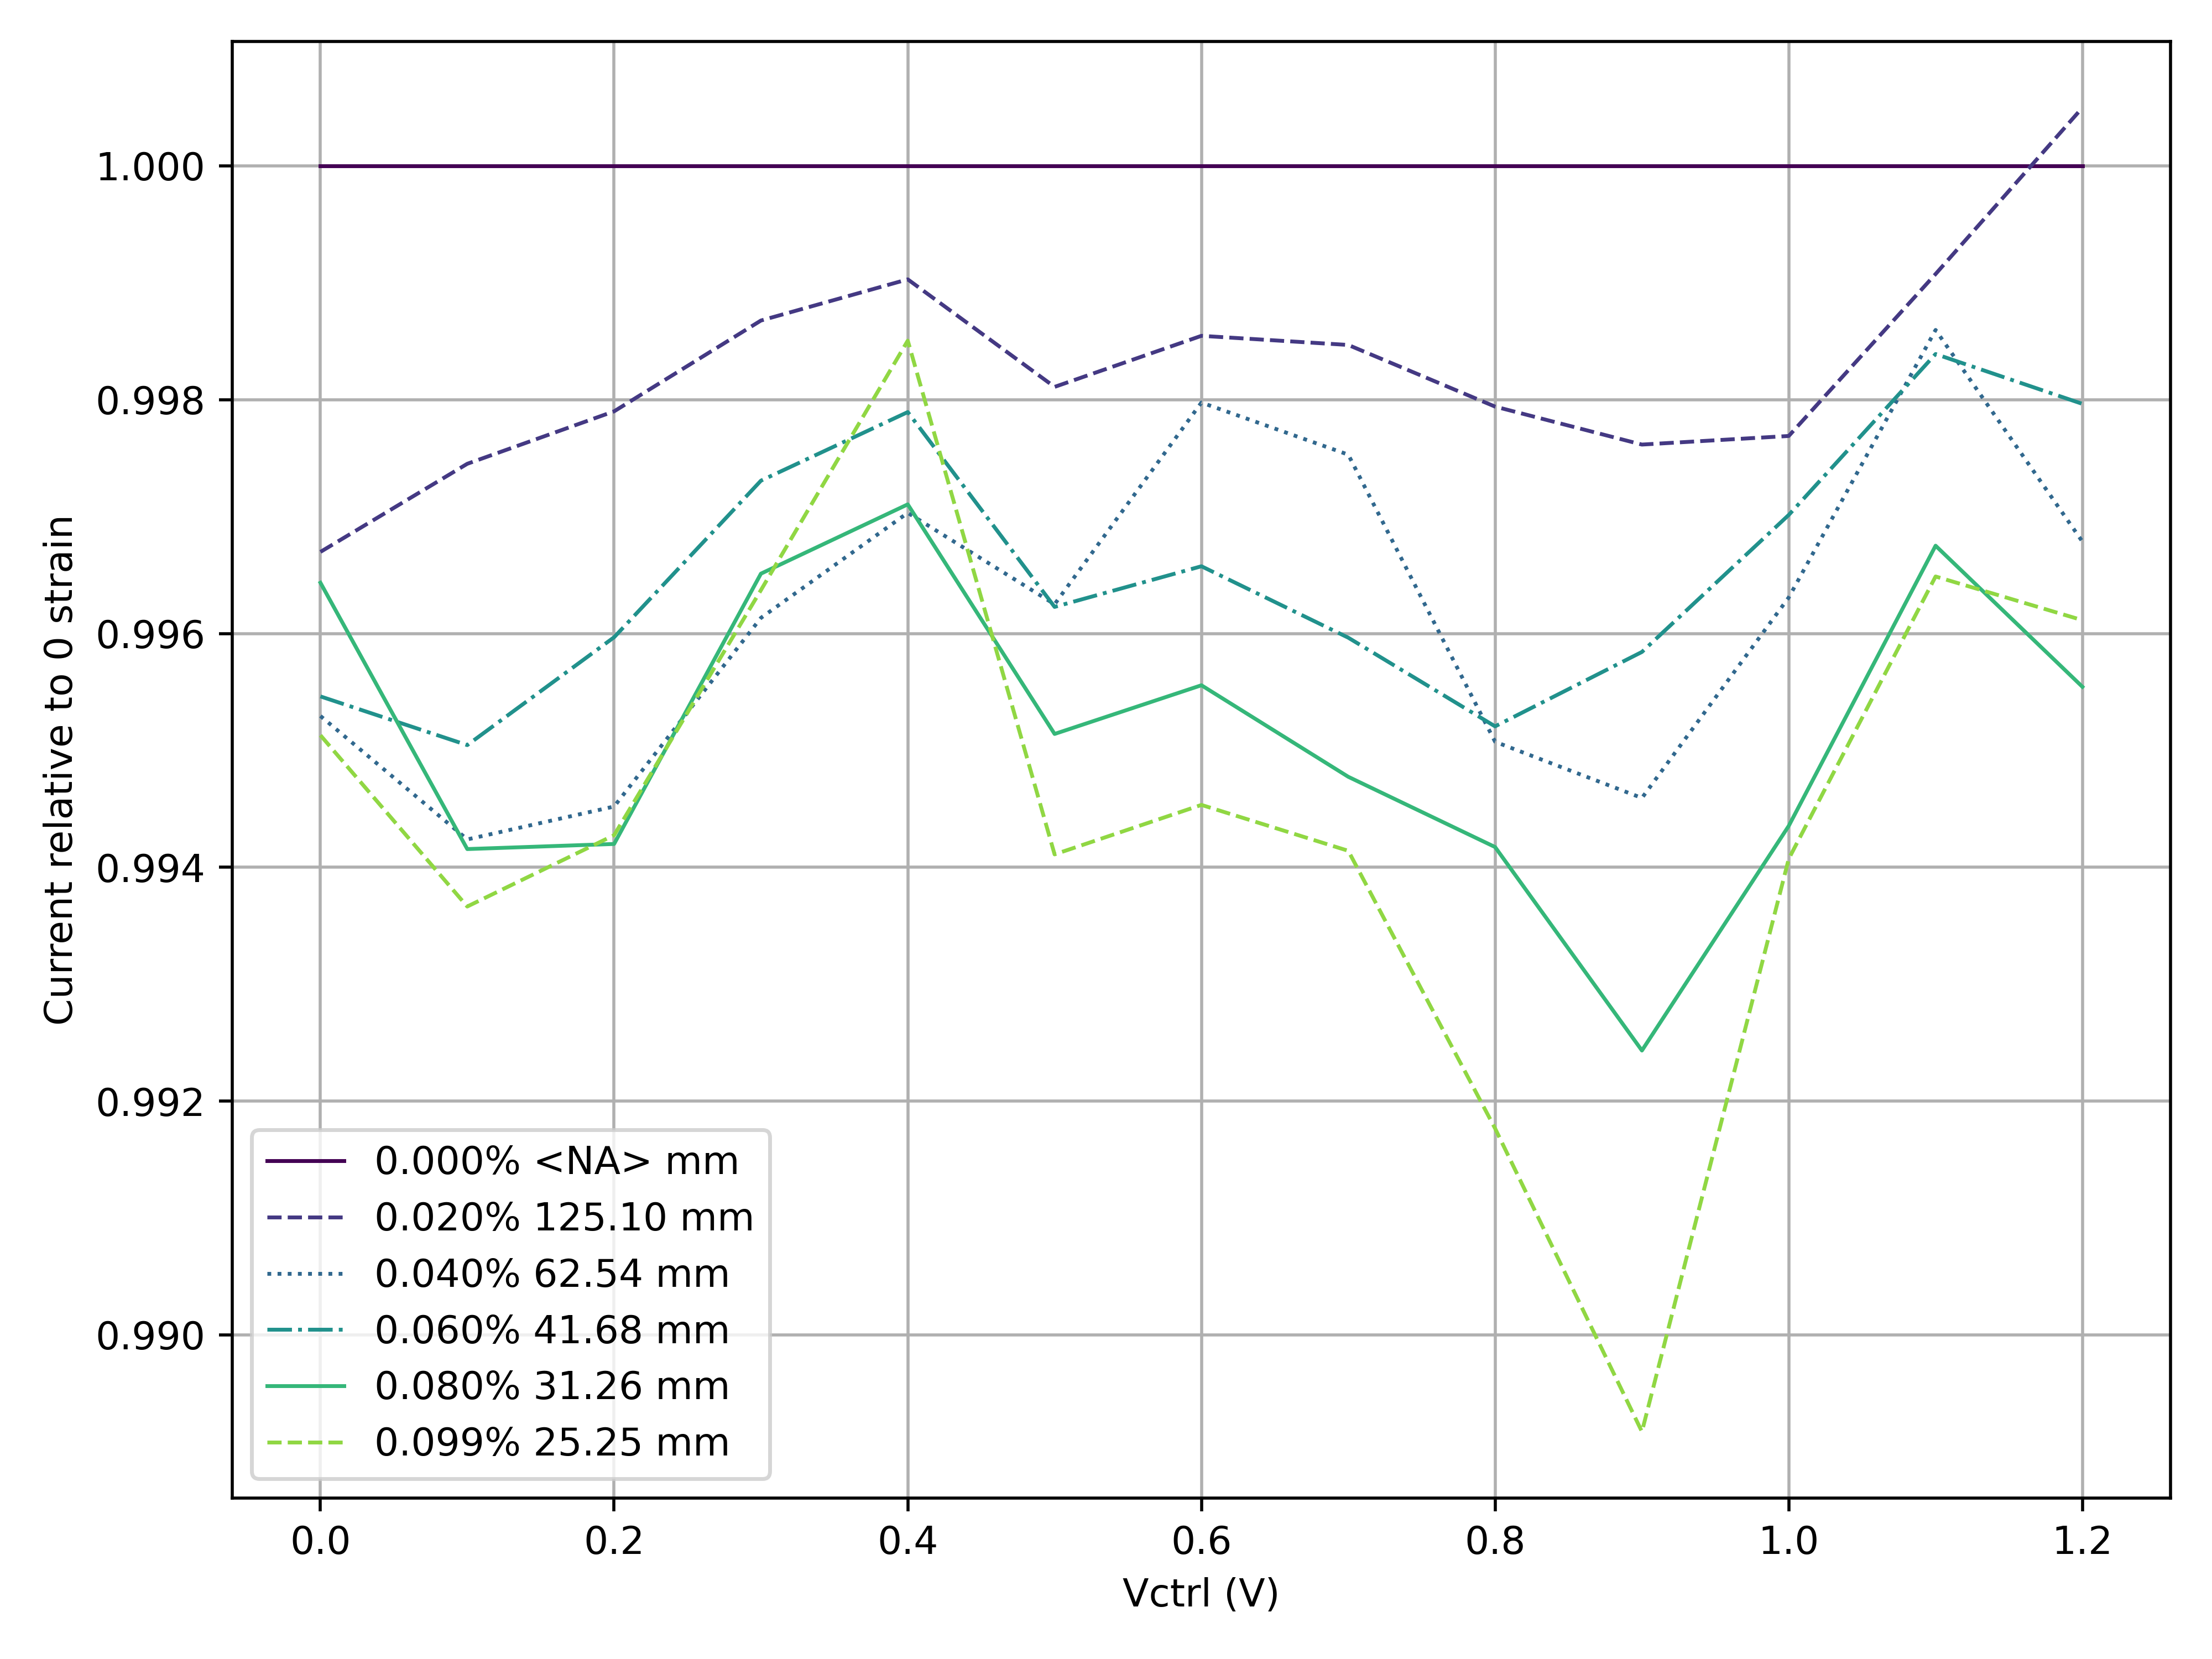 1.000
0.998
0.996
0.994
0.992
0.990
Current relative to 0 strain
0.000% <NA> mm
0.020% 125.10 mm
0.040% 62.54 mm
0.060% 41.68 mm
0.080% 31.26 mm
0.099% 25.25 mm
0.0 0.2 0.4 0.6 0.8 1.0 1.2
Vctrl (V)